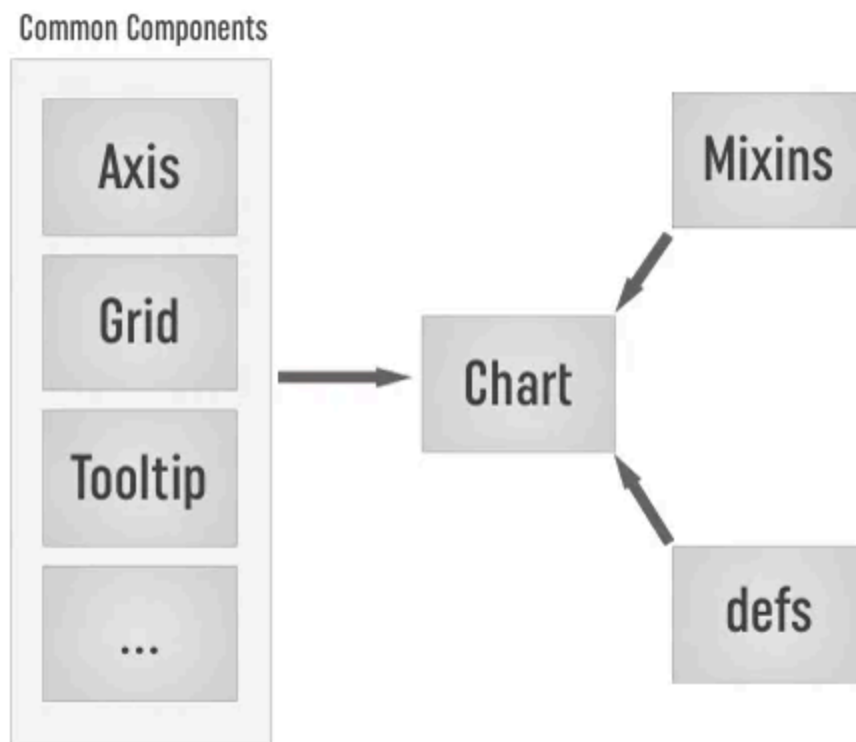 Common Components
Axis
Grid
Tooltip
...
Chart
Mixins
defs